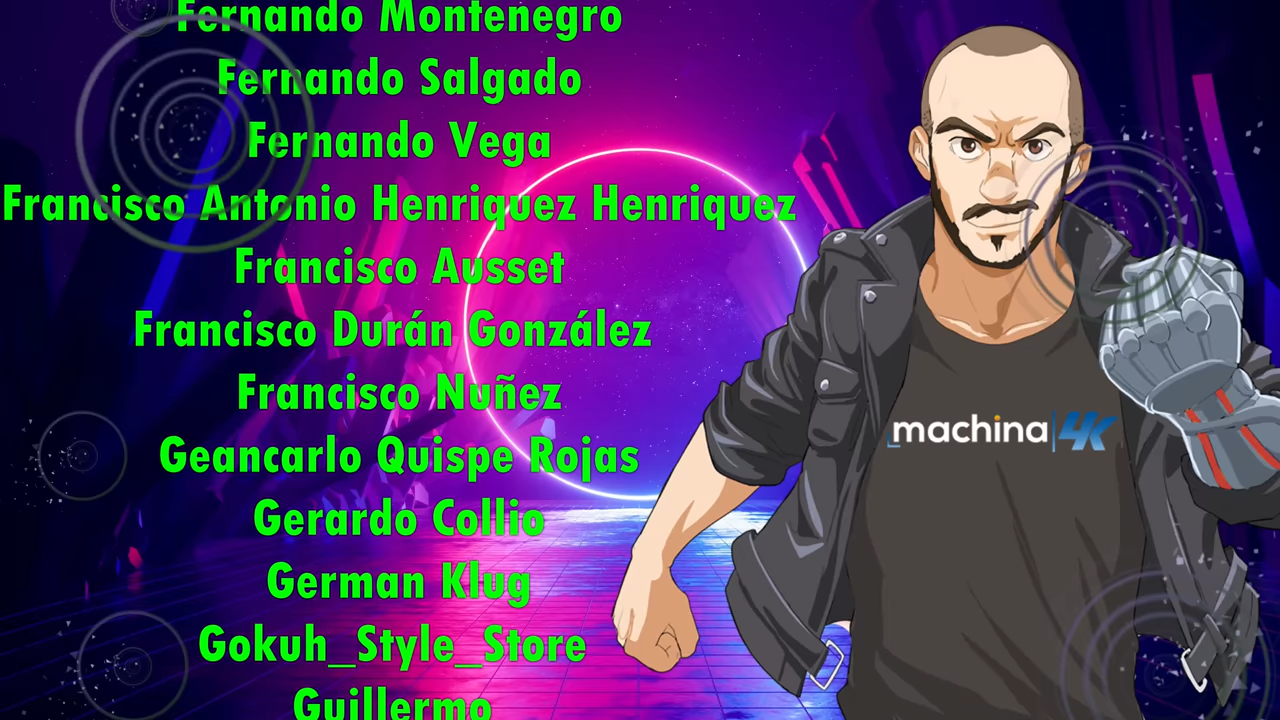 Fernando Montenegro
Fernando Salgado
Fernando Vega
Francisco Antonio Henriquez Henriquez
Francisco Ausset
Francisco Durán González
Francisco Nuñez
Geancarlo Quispe Rojas
Gerardo Collio
German Klug
Gokuh_Style_Store
Guillermo
machina 4K